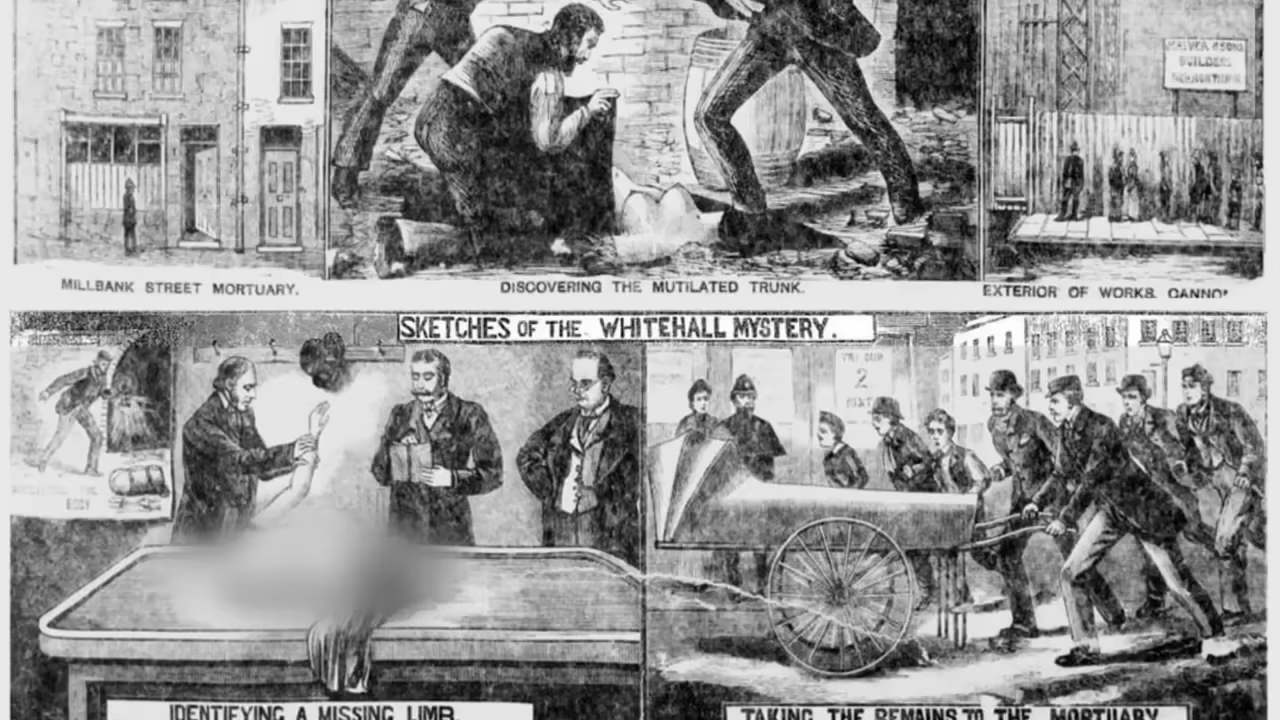 MILLBANK STREET MORTUARY.
DISCOVERING THE MUTILATED TRUNK.
EXTERIOR OF WORKS. CANNO
SKETCHES OF THE WHITEHALL MYSTERY.
2
BUILDERS
IDENTIFYING A MISSING LIMB.
TAKING THE REMAINS TO THE MORTUARY